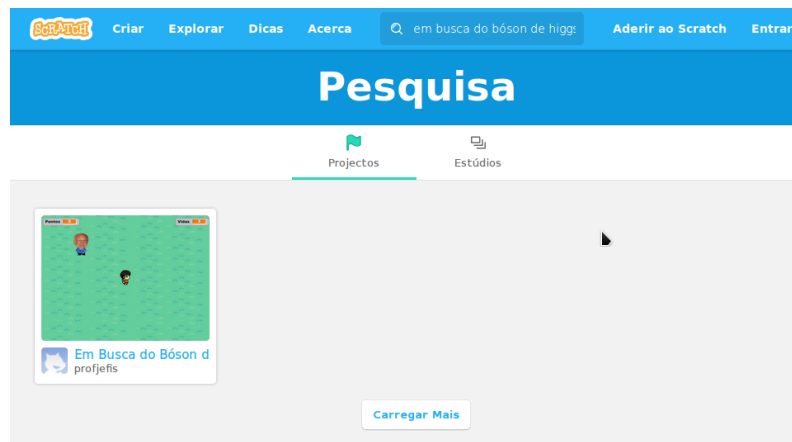 SCRATCH Criar Explorar Dicas Acerca em busca do bóson de higgs Aderir ao Scratch Entrar
Pesquisa
Projectos Estúdios
Pontos Vidas
Em Busca do Bóson d
profjefis
Carregar Mais